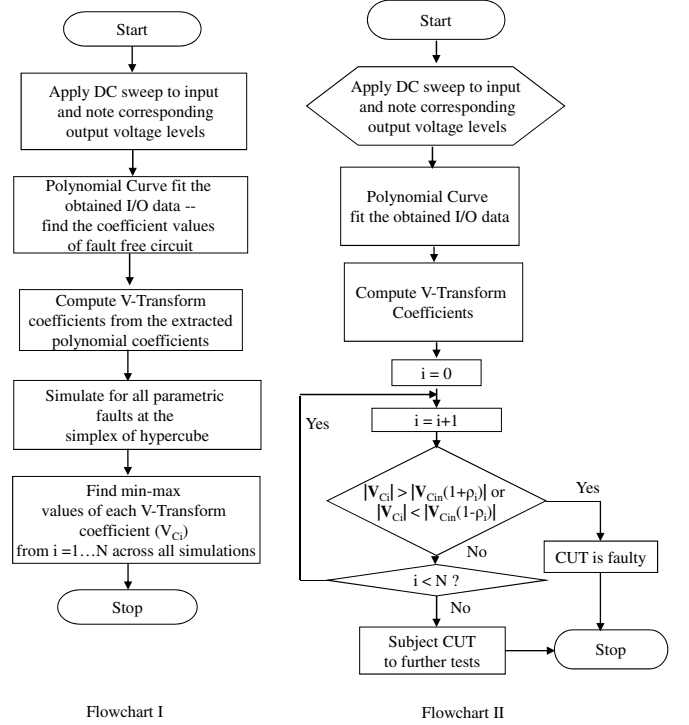 Start
Apply DC sweep to input
and note corresponding
output voltage levels
Polynomial Curve fit the
obtained I/O data --
find the coefficient values
of fault free circuit
Compute V-Transform
coefficients from the extracted
polynomial coefficients
Simulate for all parametric
faults at the
simplex of hypercube
Find min-max
values of each V-Transform
coefficient (V_Ci)
from i =1…N across all simulations
Stop
Flowchart I
Start
Apply DC sweep to input
and note corresponding
output voltage levels
Polynomial Curve
fit the obtained I/O data
Compute V-Transform
Coefficients
i = 0
Yes
i = i+1
|V_Ci| > |V_Cin(1+ρ_i)| or
|V_Ci| < |V_Cin(1-ρ_i)|
Yes
No
CUT is faulty
i < N ?
No
Subject CUT
to further tests
Stop
Flowchart II